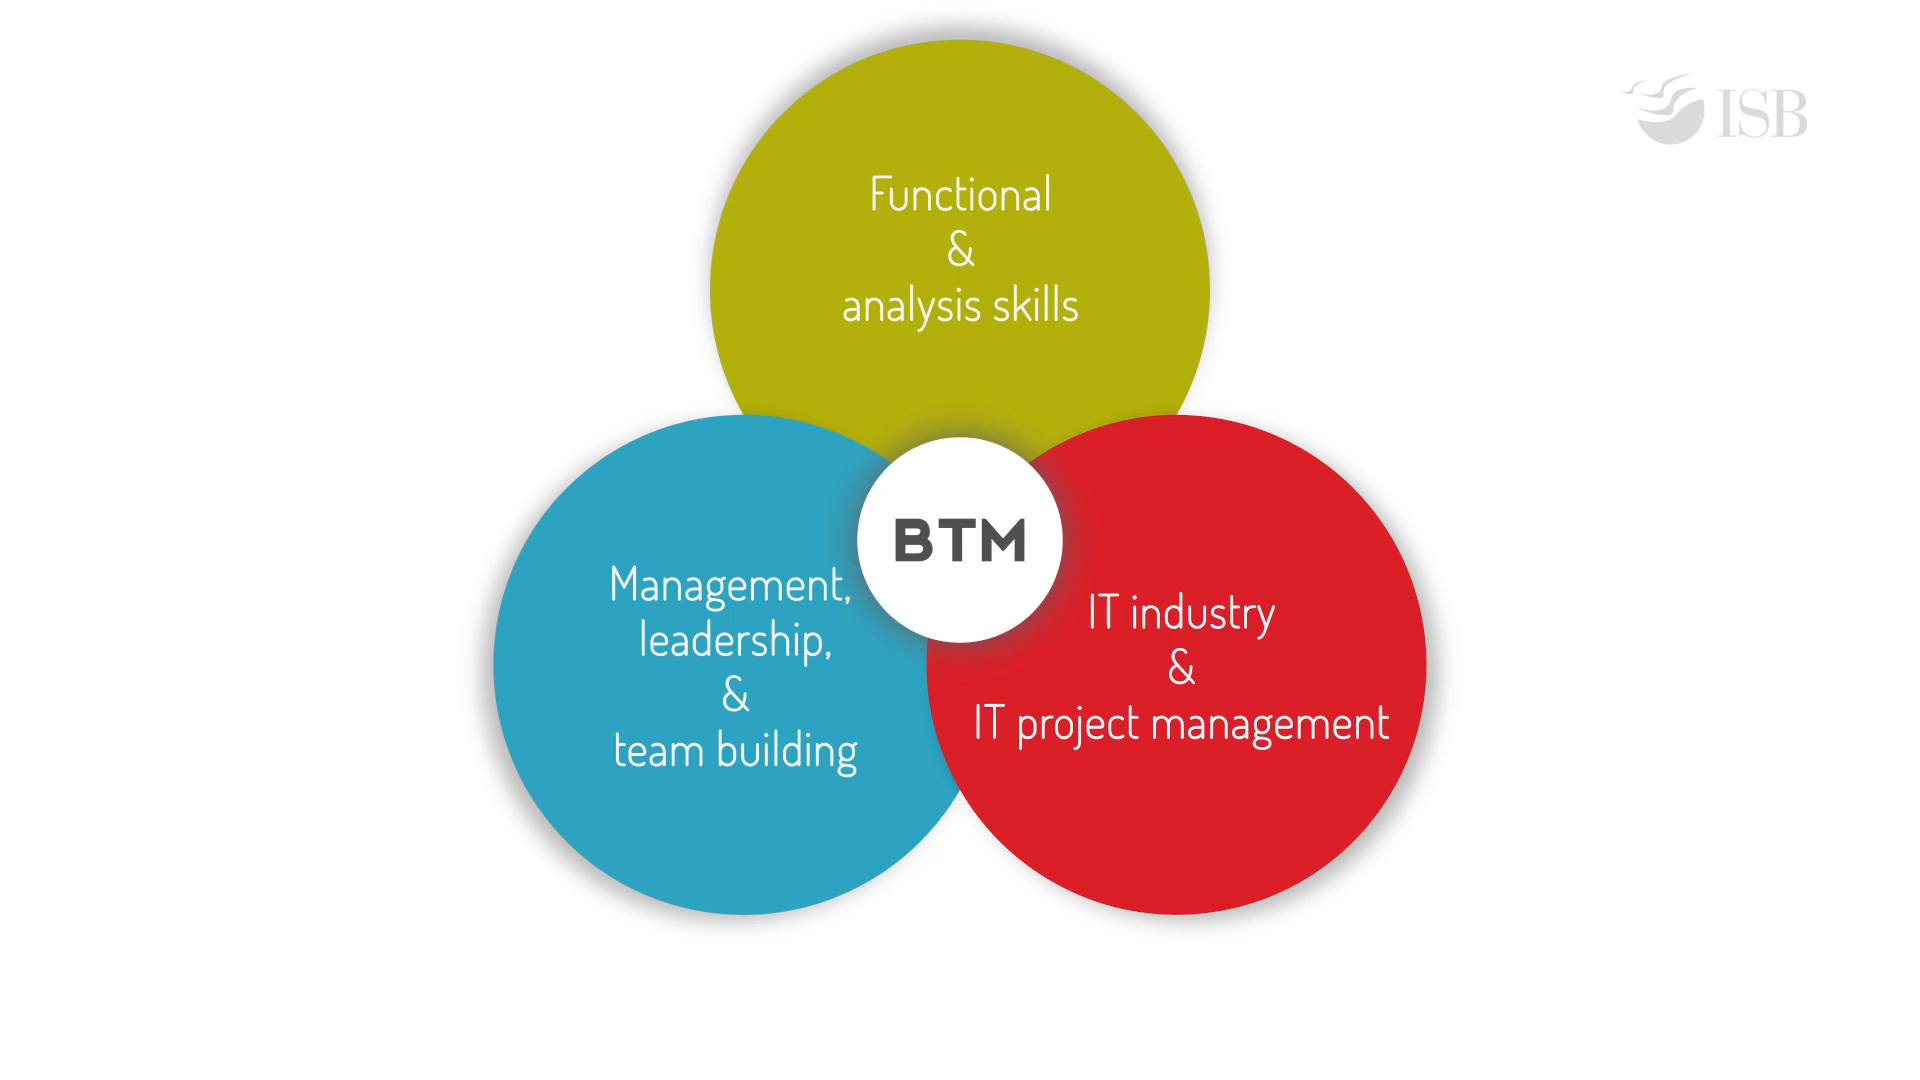 ISB
Functional
&
analysis skills
BTM
Management,
leadership,
&
team building
IT industry
&
IT project management